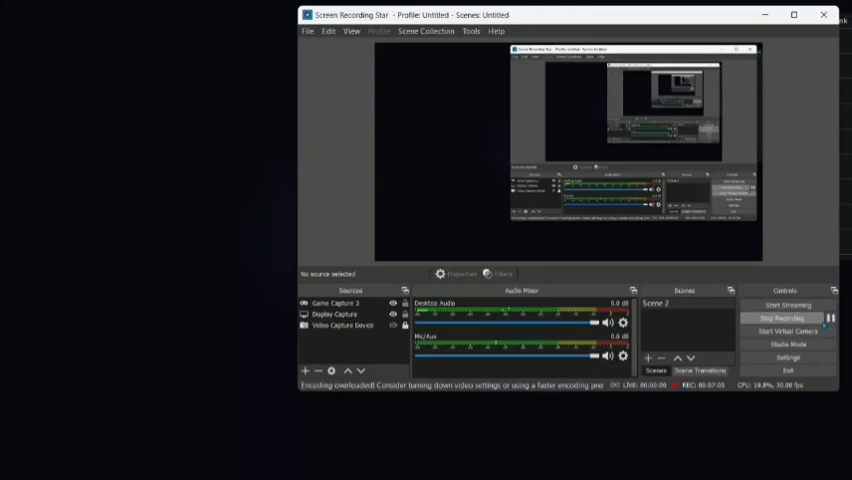 Screen Recording Star - Profile: Untitled - Scenes: Untitled
File Edit View Profile Scene Collection Tools Help
No source selected Properties Filters
Sources Audio Mixer Scenes Controls
Game Capture 3
Display Capture
Video Capture Device
Desktop Audio 0.0 dB
Mic/Aux 0.0 dB
Scene 2
Scenes Scene Transitions
Start Streaming
Stop Recording
Start Virtual Camera
Studio Mode
Settings
Exit
Encoding overloaded! Consider turning down video settings or using a faster encoding pre LIVE: 00:00:00 REC: 00:07:05 CPU: 19.8%, 30.00 fps